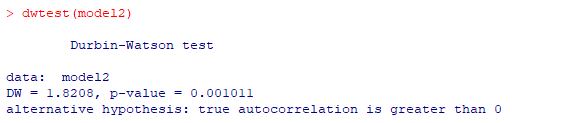 > dwtest(model2)
Durbin-Watson test
data:  model2
DW = 1.8208, p-value = 0.001011
alternative hypothesis: true autocorrelation is greater than 0